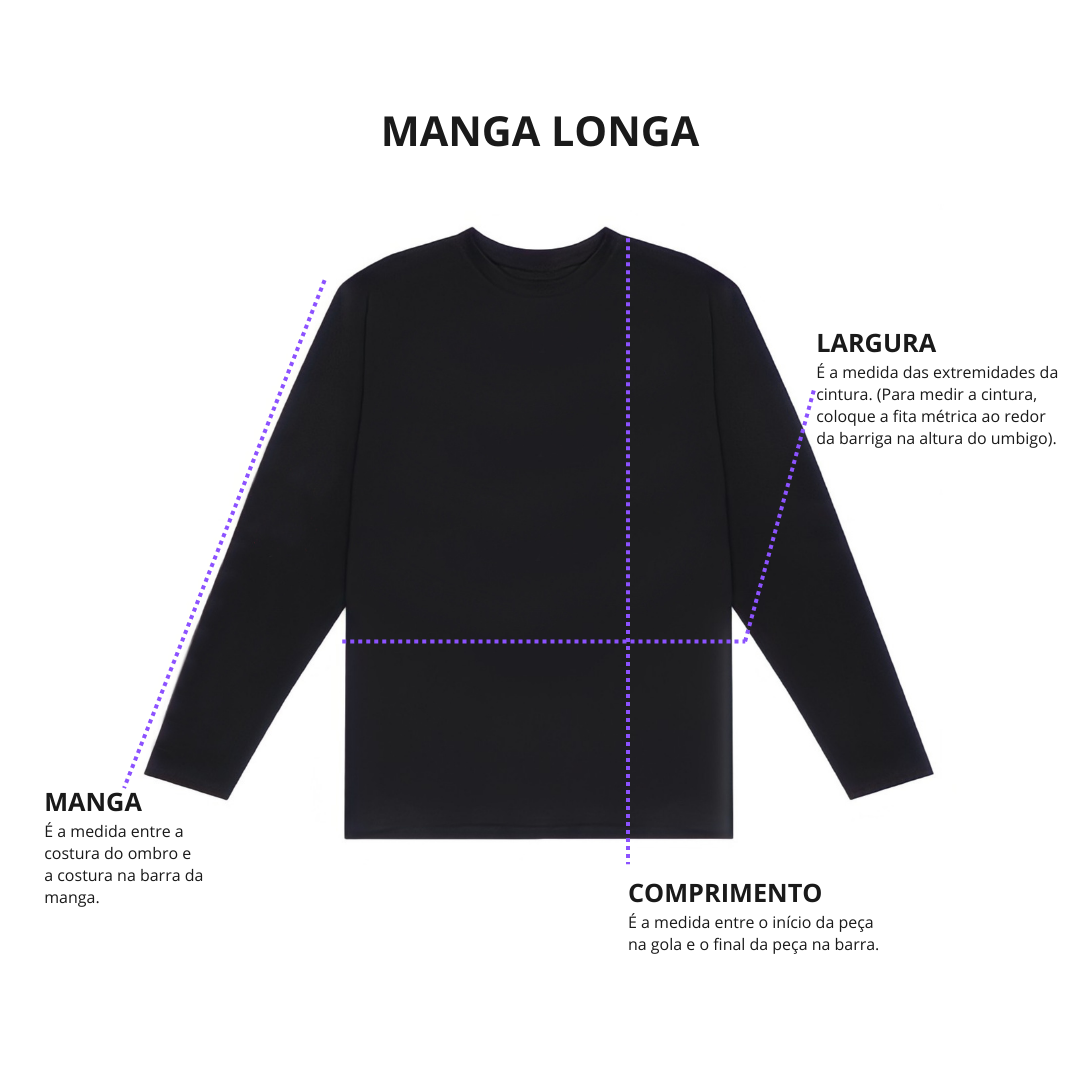 MANGA LONGA
LARGURA
É a medida das extremidades da
cintura. (Para medir a cintura,
coloque a fita métrica ao redor
da barriga na altura do umbigo).
MANGA
É a medida entre a
costura do ombro e
a costura na barra da
manga.
COMPRIMENTO
É a medida entre o início da peça
na gola e o final da peça na barra.